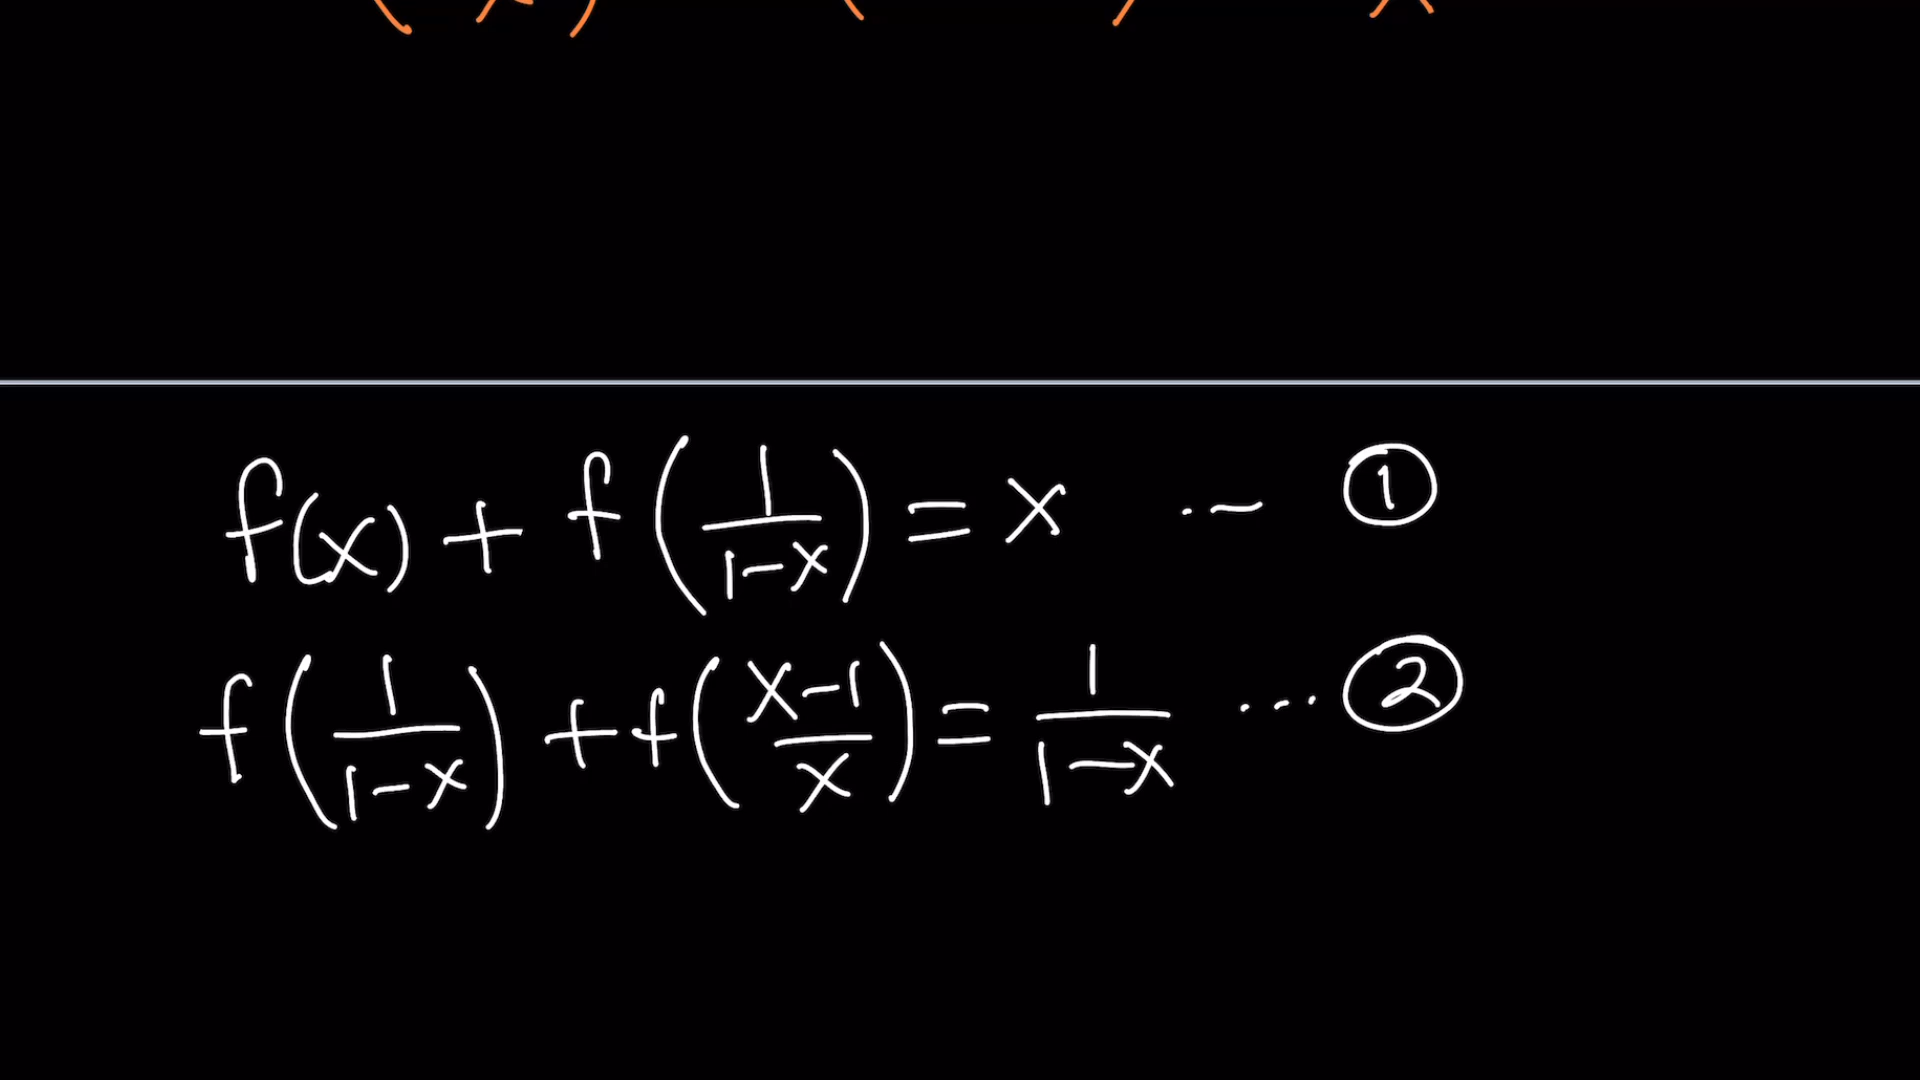 f(x) + f(1/(1-x)) = x ... ①
f(1/(1-x)) + f((x-1)/x) = 1/(1-x) ... ②